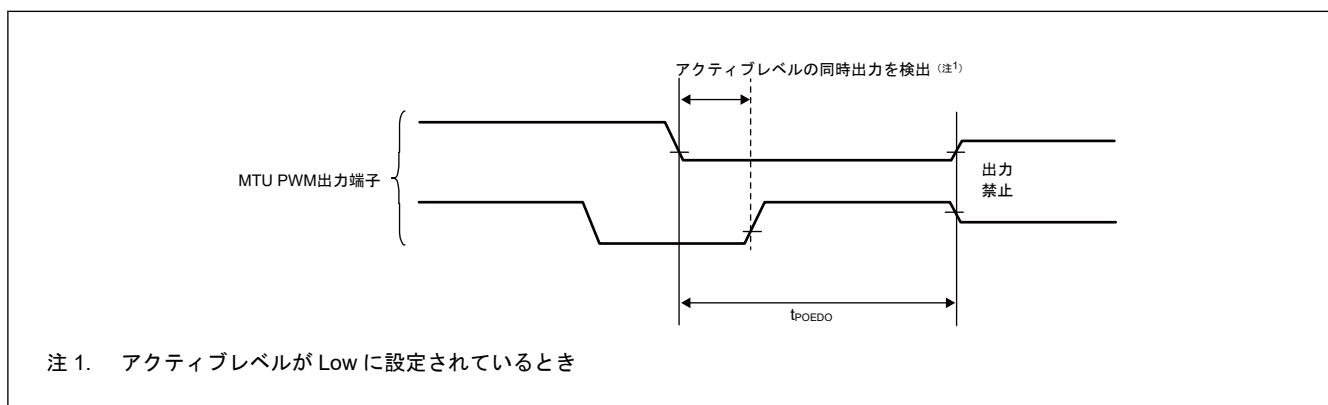 アクティブレベルの同時出力を検出（注1）
MTU PWM出力端子
出力
禁止
tPOEDO
注 1. アクティブレベルが Low に設定されているとき